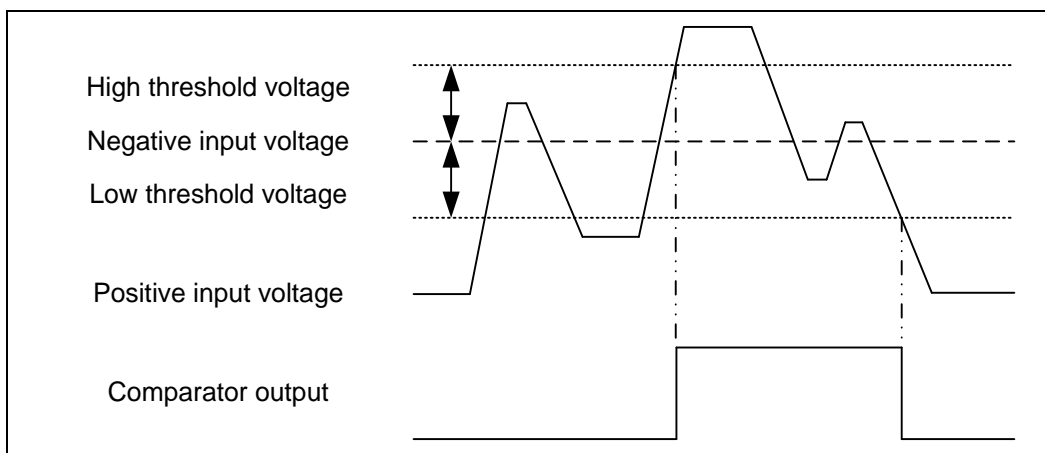 High threshold voltage
Negative input voltage
Low threshold voltage
Positive input voltage
Comparator output